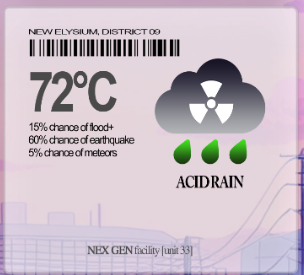 NEW ELYSIUM, DISTRICT 09
72°C
15% chance of flood+
60% chance of earthquake
5% chance of meteors
ACID RAIN
NEX GEN facility [unit 33]